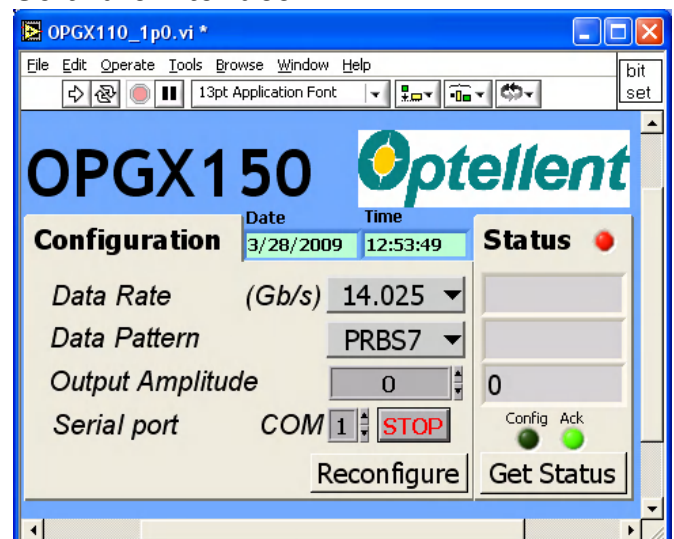 OPGX110_1p0.vi *
File Edit Operate Tools Browse Window Help
13pt Application Font
bit
set
OPGX150
Optellent
Date Time
Configuration 3/28/2009 12:53:49 Status
Data Rate (Gb/s) 14.025
Data Pattern PRBS7
Output Amplitude 0 0
Serial port COM 1 STOP
Config Ack
Reconfigure Get Status